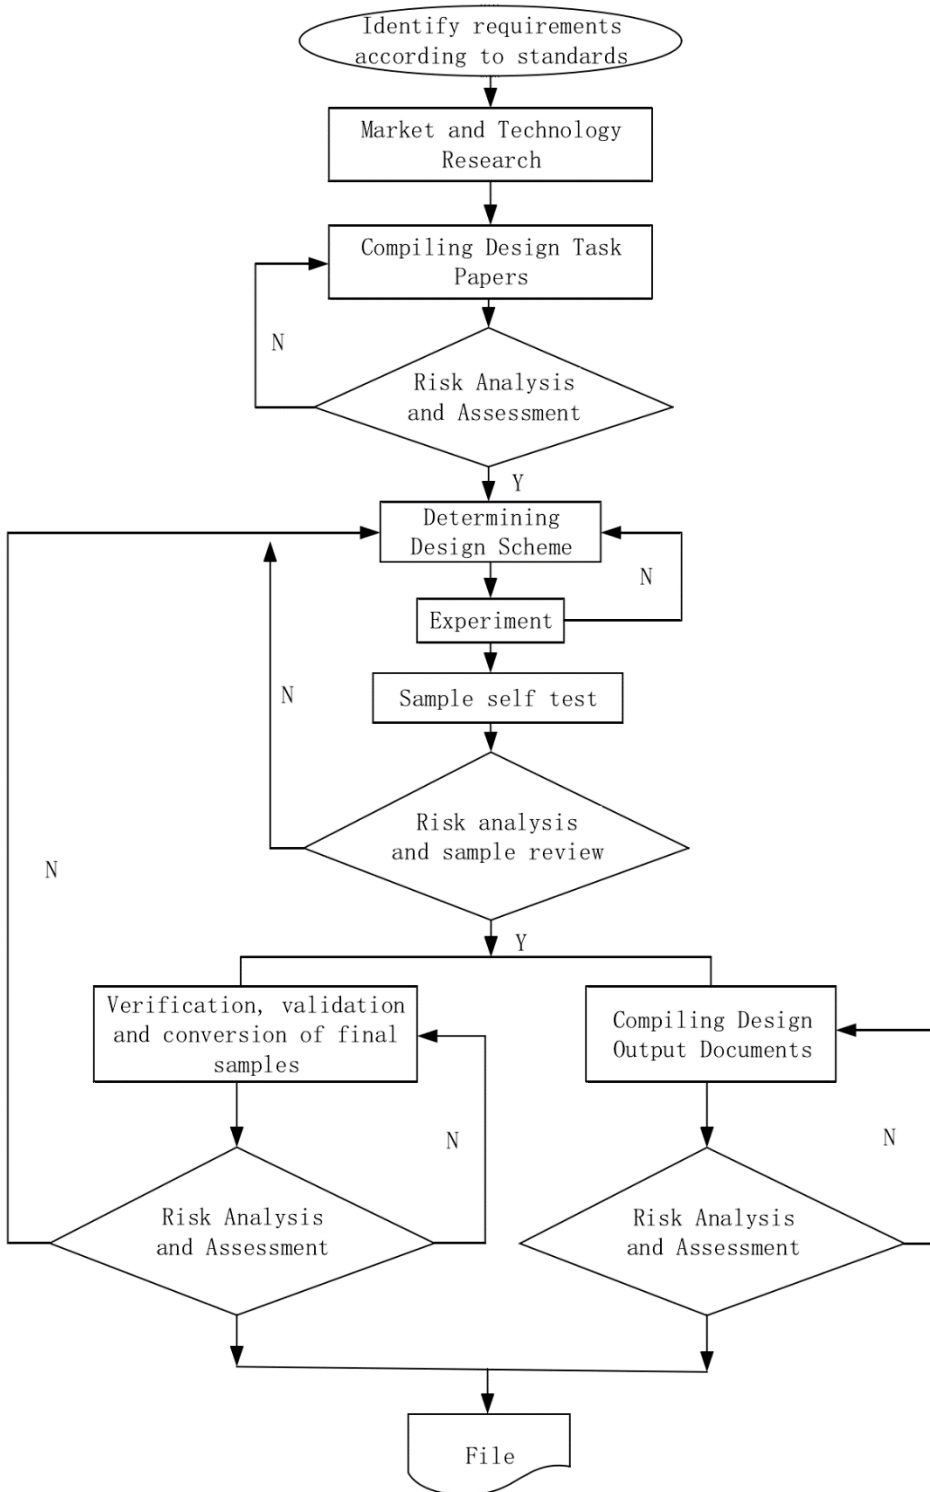 Identify requirements
according to standards
Market and Technology
Research
Compiling Design Task
Papers
N
Risk Analysis
and Assessment
Y
Determining
Design Scheme
N
Experiment
N
Sample self test
Risk analysis
and sample review
N
Y
Verification, validation
and conversion of final
samples
Compiling Design
Output Documents
N
N
Risk Analysis
and Assessment
Risk Analysis
and Assessment
File